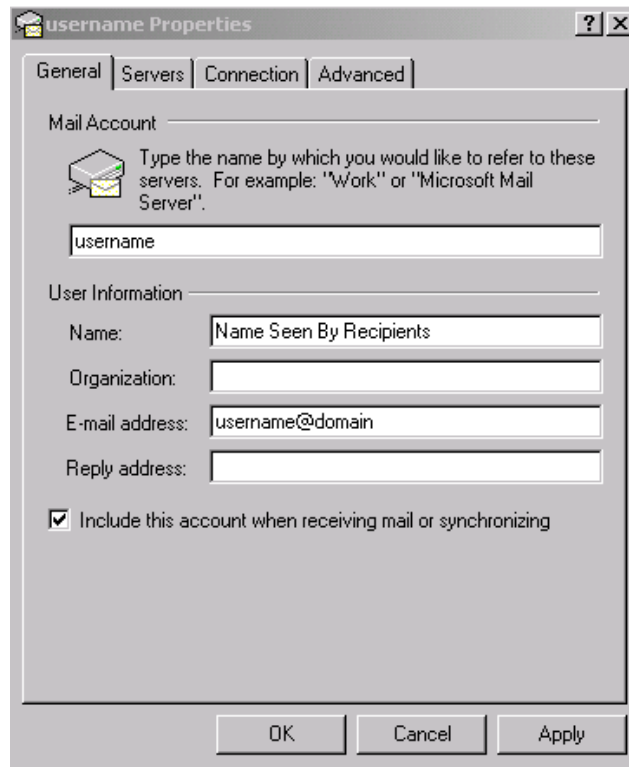 username Properties
General Servers Connection Advanced
Mail Account
Type the name by which you would like to refer to these
servers. For example: "Work" or "Microsoft Mail
Server".
username
User Information
Name: Name Seen By Recipients
Organization:
E-mail address: username@domain
Reply address:
Include this account when receiving mail or synchronizing
OK Cancel Apply